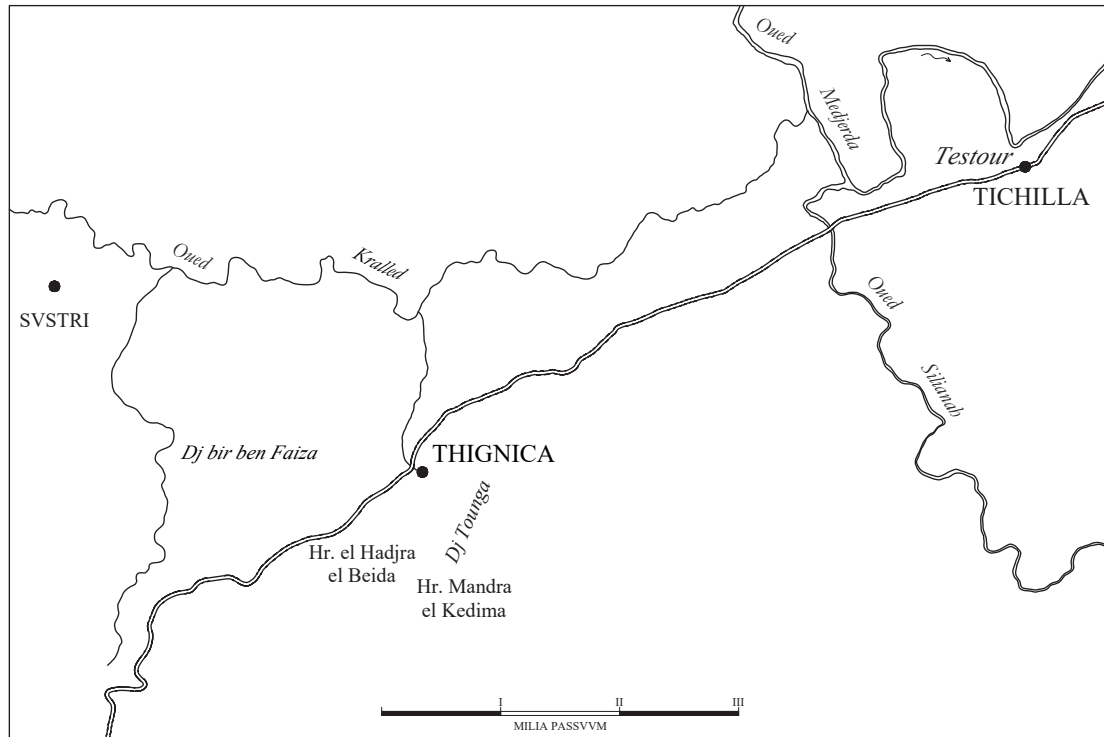 Oued
Medjerda
Testour
TICHILLA
Oued
Kralled
SVSTRI
Oued
Silianah
Dj bir ben Faiza
THIGNICA
Dj Tounga
Hr. el Hadjra
el Beida
Hr. Mandra
el Kedima
I II III
MILIA PASSVVM